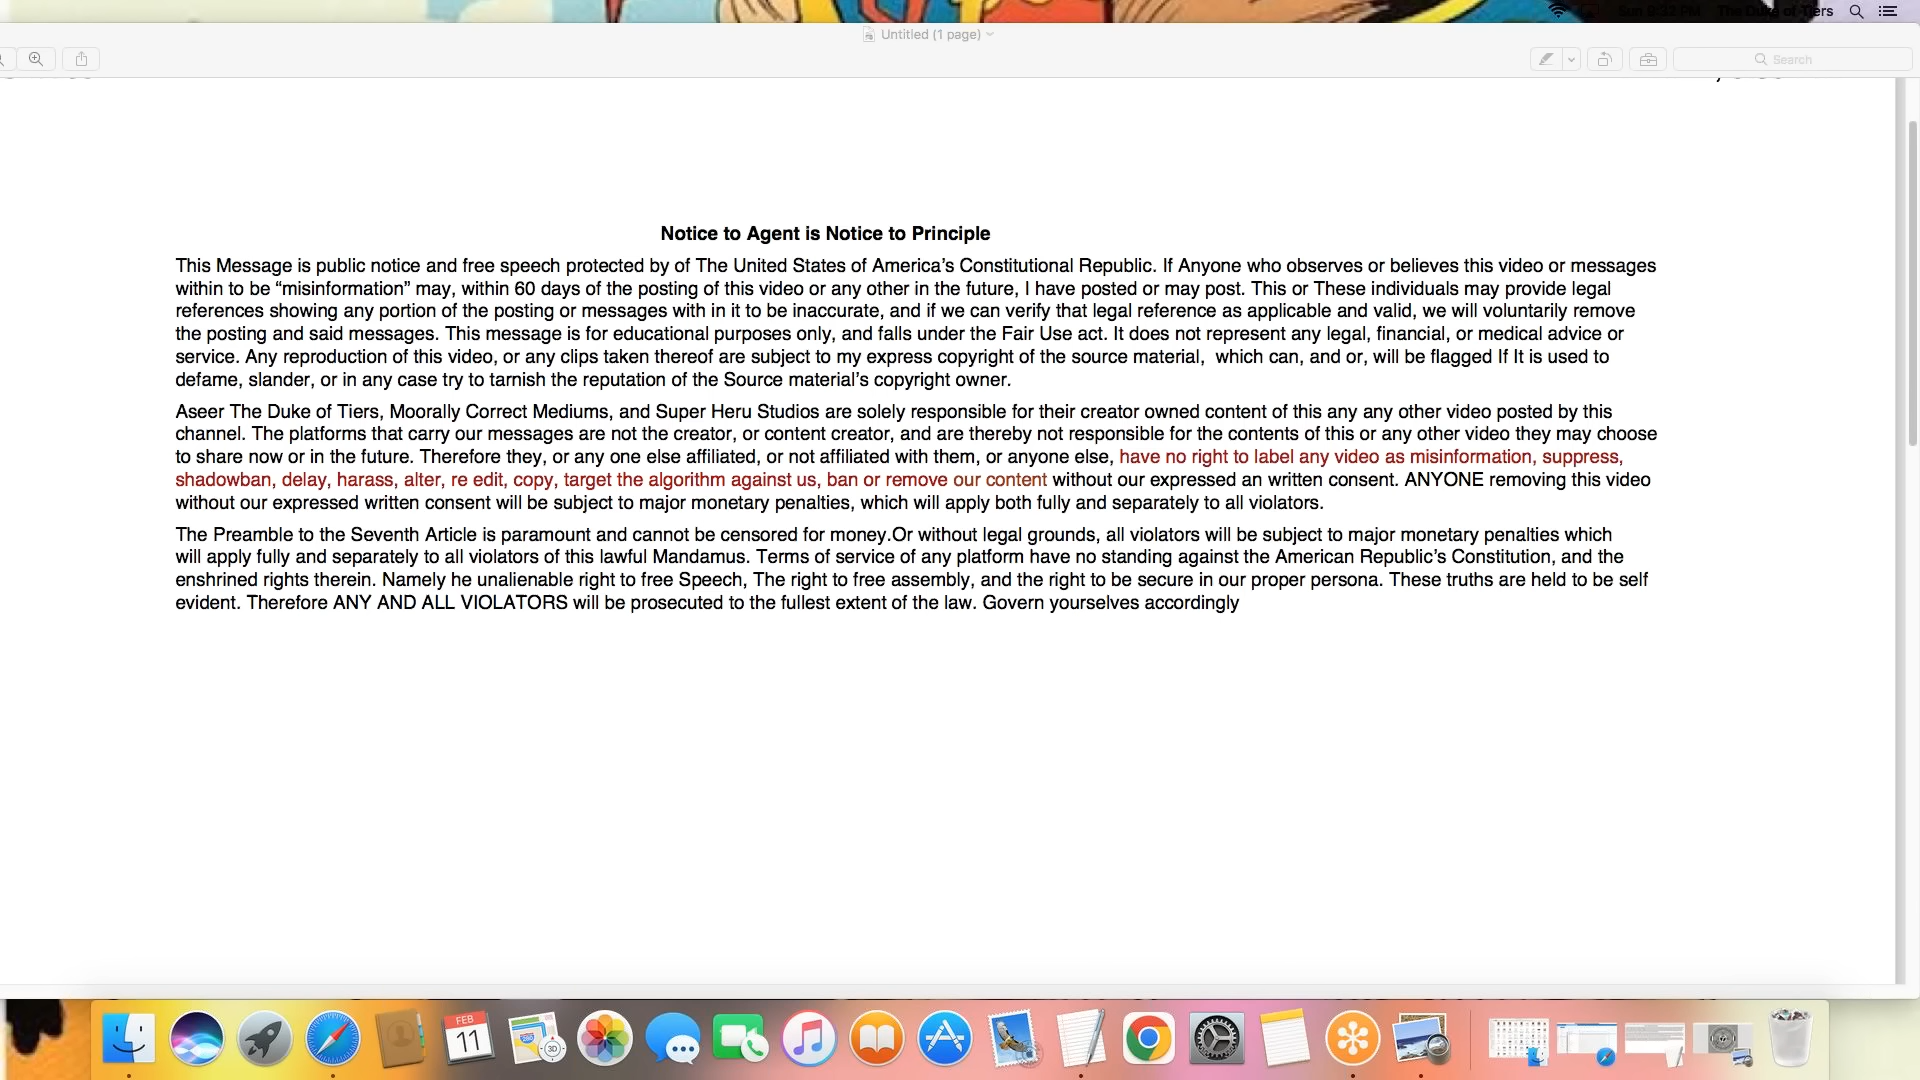 The Duke of Tiers
Untitled (1 page)
Search
Notice to Agent is Notice to Principle
This Message is public notice and free speech protected by of The United States of America’s Constitutional Republic. If Anyone who observes or believes this video or messages
within to be “misinformation” may, within 60 days of the posting of this video or any other in the future, I have posted or may post. This or These individuals may provide legal
references showing any portion of the posting or messages with in it to be inaccurate, and if we can verify that legal reference as applicable and valid, we will voluntarily remove
the posting and said messages. This message is for educational purposes only, and falls under the Fair Use act. It does not represent any legal, financial, or medical advice or
service. Any reproduction of this video, or any clips taken thereof are subject to my express copyright of the source material,  which can, and or, will be flagged If It is used to
defame, slander, or in any case try to tarnish the reputation of the Source material’s copyright owner.
Aseer The Duke of Tiers, Moorally Correct Mediums, and Super Heru Studios are solely responsible for their creator owned content of this any any other video posted by this
channel. The platforms that carry our messages are not the creator, or content creator, and are thereby not responsible for the contents of this or any other video they may choose
to share now or in the future. Therefore they, or any one else affiliated, or not affiliated with them, or anyone else, have no right to label any video as misinformation, suppress,
shadowban, delay, harass, alter, re edit, copy, target the algorithm against us, ban or remove our content without our expressed an written consent. ANYONE removing this video
without our expressed written consent will be subject to major monetary penalties, which will apply both fully and separately to all violators.
The Preamble to the Seventh Article is paramount and cannot be censored for money.Or without legal grounds, all violators will be subject to major monetary penalties which
will apply fully and separately to all violators of this lawful Mandamus. Terms of service of any platform have no standing against the American Republic’s Constitution, and the
enshrined rights therein. Namely he unalienable right to free Speech, The right to free assembly, and the right to be secure in our proper persona. These truths are held to be self
evident. Therefore ANY AND ALL VIOLATORS will be prosecuted to the fullest extent of the law. Govern yourselves accordingly
FEB
11
280
3D